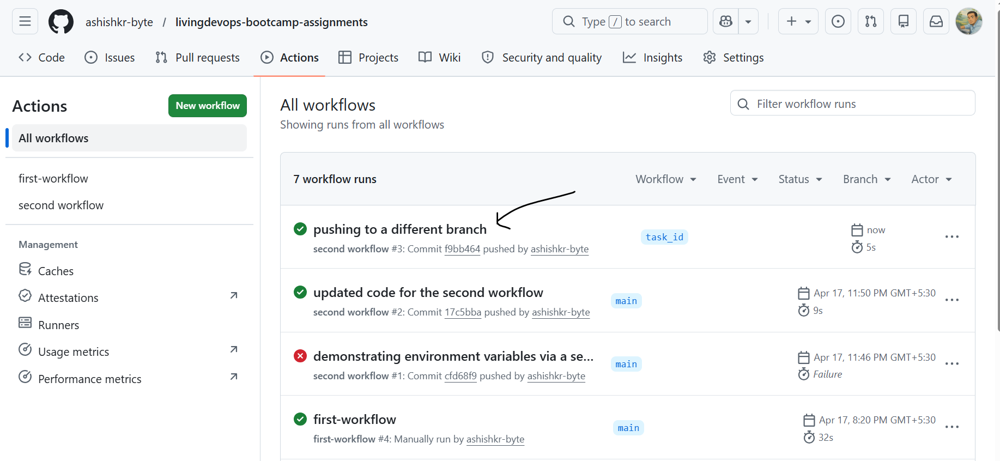 ashishkr-byte / livingdevops-bootcamp-assignments
Type / to search
Code Issues Pull requests Actions Projects Wiki Security and quality Insights Settings
Actions
New workflow
All workflows
first-workflow
second workflow
Management
Caches
Attestations
Runners
Usage metrics
Performance metrics
All workflows
Showing runs from all workflows
Filter workflow runs
7 workflow runs
Workflow Event Status Branch Actor
pushing to a different branch
second workflow #3: Commit f9bb464 pushed by ashishkr-byte
task_id
now
5s
updated code for the second workflow
second workflow #2: Commit 17c5bba pushed by ashishkr-byte
main
Apr 17, 11:50 PM GMT+5:30
9s
demonstrating environment variables via a se...
second workflow #1: Commit cfd68f9 pushed by ashishkr-byte
main
Apr 17, 11:46 PM GMT+5:30
Failure
first-workflow
first-workflow #4: Manually run by ashishkr-byte
main
Apr 17, 8:20 PM GMT+5:30
32s